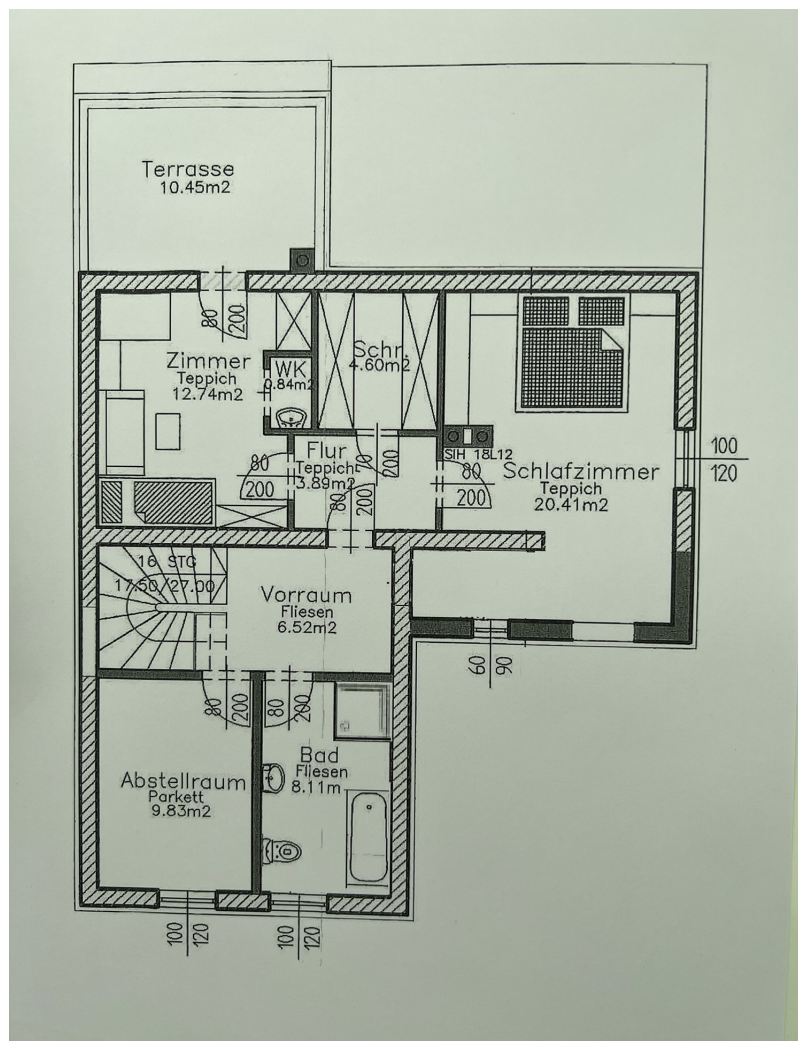 Terrasse
10.45m2
80
200
Zimmer
Teppich
12.74m2
WK
0.84m2
Schr.
4.60m2
Flur
Teppich
3.89m2
80
200
70
200
80
200
SIH 18L12
80
200
Schlafzimmer
Teppich
20.41m2
100
120
16 STG
17.50/27.00
Vorraum
Fliesen
6.52m2
60
90
80
200
80
200
Abstellraum
Parkett
9.83m2
Bad
Fliesen
8.11m
100
120
100
120